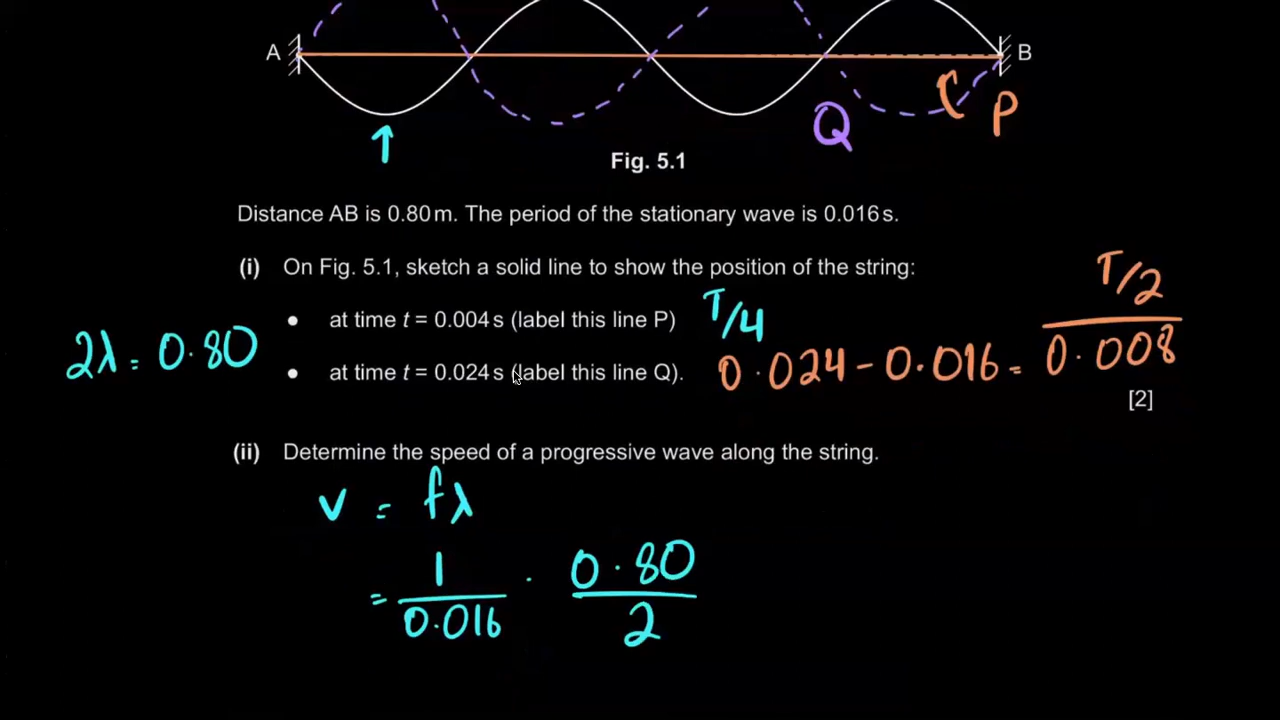 A
B
Q
P
Fig. 5.1
Distance AB is 0.80 m. The period of the stationary wave is 0.016 s.
(i) On Fig. 5.1, sketch a solid line to show the position of the string:
• at time t = 0.004 s (label this line P) T/4
T/2
2λ = 0.80
• at time t = 0.024 s (label this line Q). 0.024 - 0.016 = 0.008
[2]
(ii) Determine the speed of a progressive wave along the string.
v = fλ
= 1/0.016 · 0.80/2